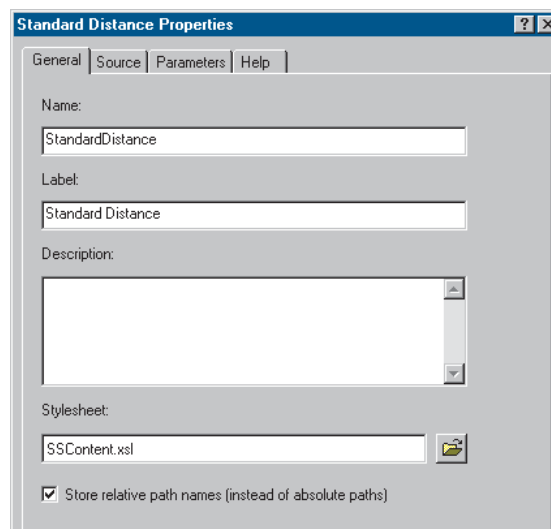 Standard Distance Properties
General Source Parameters Help
Name:
StandardDistance
Label:
Standard Distance
Description:
Stylesheet:
SSContent.xsl
Store relative path names (instead of absolute paths)